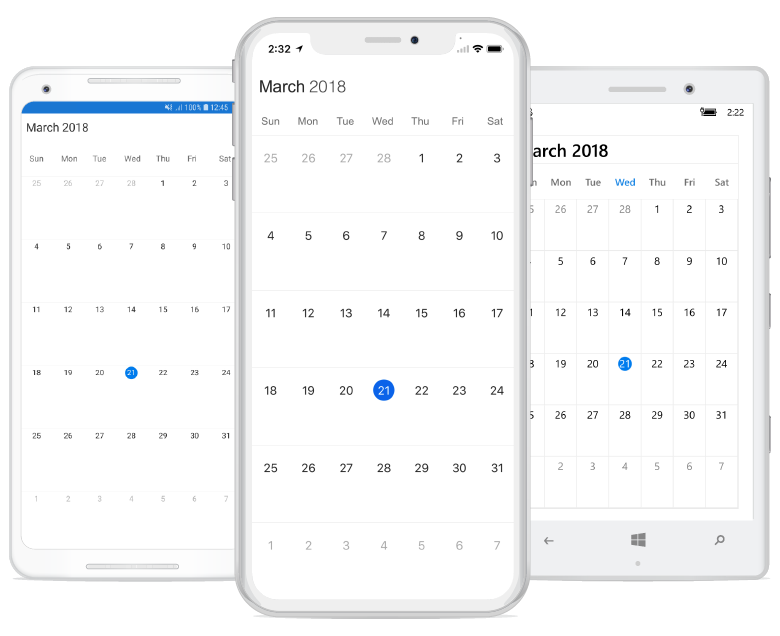 100% 12:45
March 2018
Sun Mon Tue Wed Thu Fri Sat
25 26 27 28 1 2 3
4 5 6 7 8 9 10
11 12 13 14 15 16 17
18 19 20 21 22 23 24
25 26 27 28 29 30 31
1 2 3 4 5 6 7
2:32
March 2018
Sun Mon Tue Wed Thu Fri Sat
25 26 27 28 1 2 3
4 5 6 7 8 9 10
11 12 13 14 15 16 17
18 19 20 21 22 23 24
25 26 27 28 29 30 31
1 2 3 4 5 6 7
2:22
arch 2018
n Mon Tue Wed Thu Fri Sat
5 26 27 28 1 2 3
5 6 7 8 9 10
1 12 13 14 15 16 17
8 19 20 21 22 23 24
5 26 27 28 29 30 31
2 3 4 5 6 7